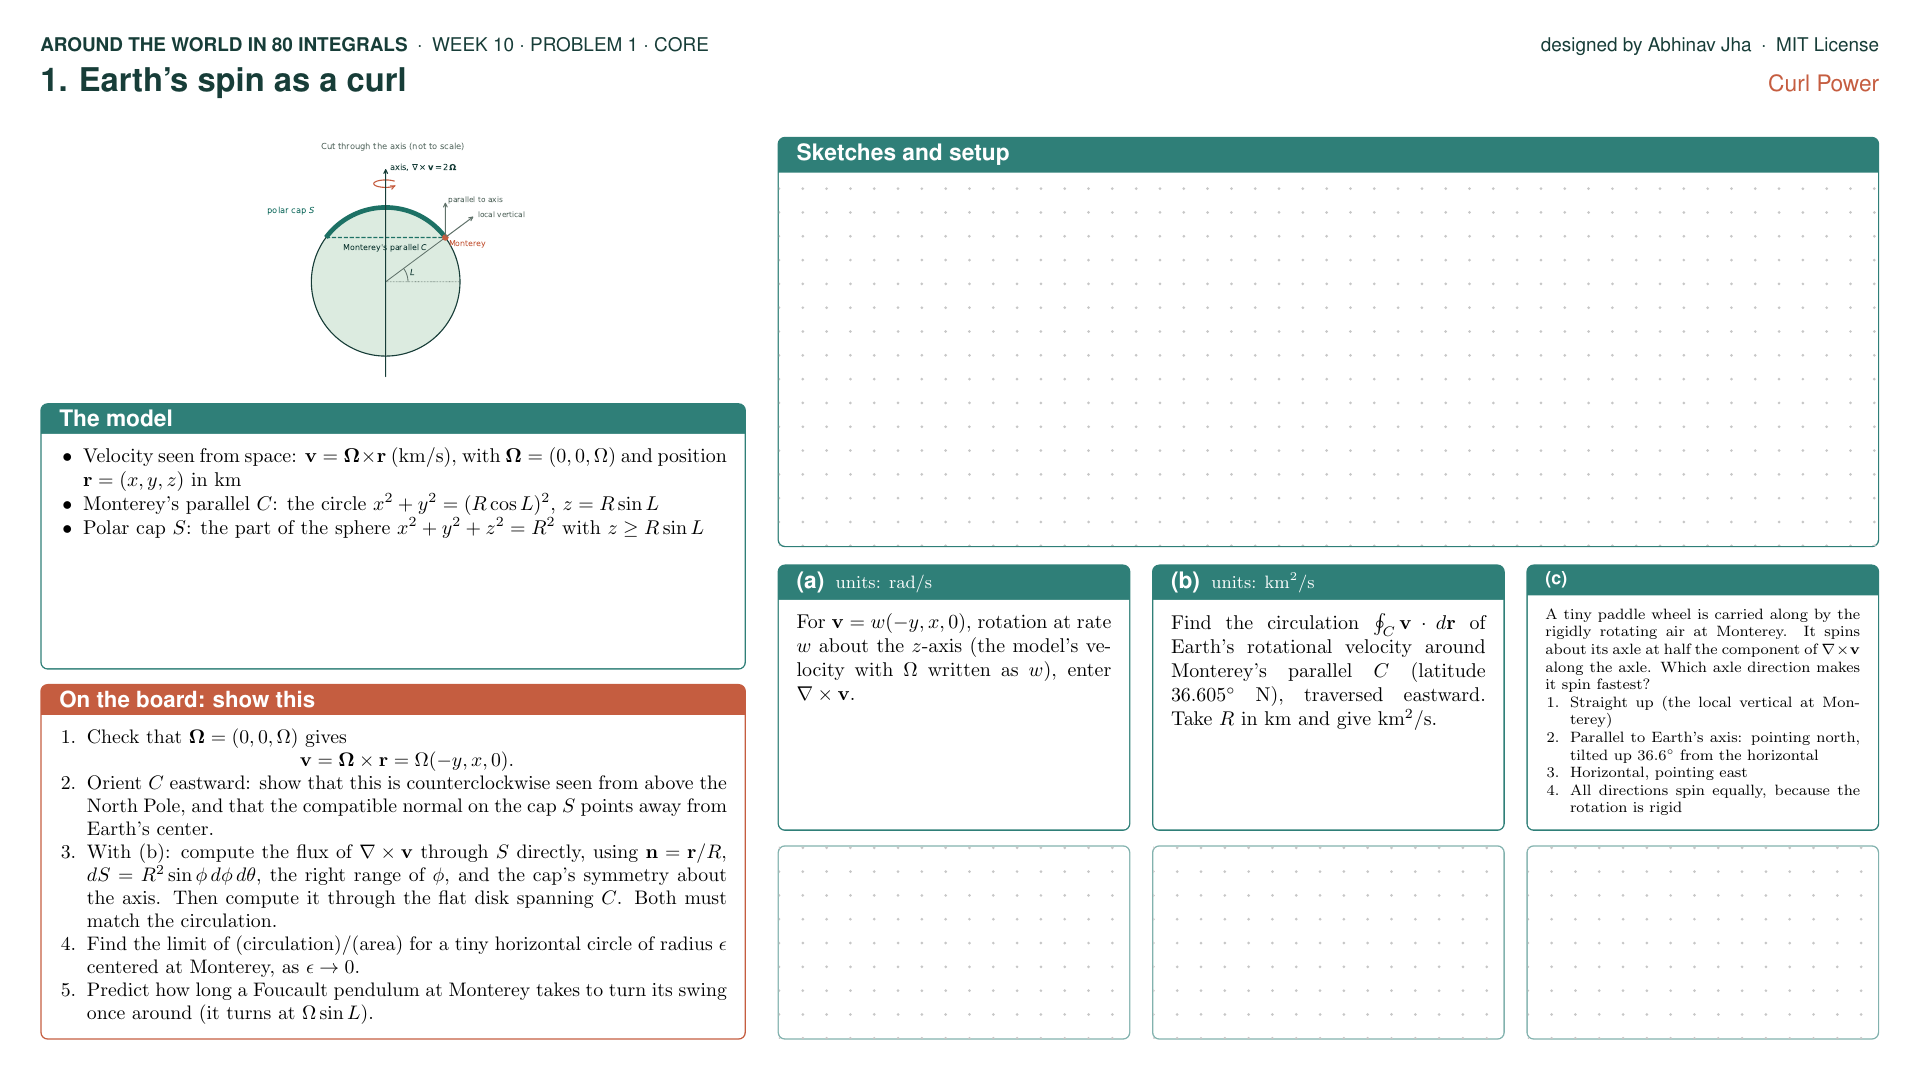 AROUND THE WORLD IN 80 INTEGRALS · WEEK 10 · PROBLEM 1 · CORE
designed by Abhinav Jha · MIT License
1. Earth's spin as a curl
Curl Power
Cut through the axis (not to scale)
axis, ∇ × v = 2Ω
parallel to axis
polar cap S
local vertical
Monterey
Monterey's parallel C
L
The model
• Velocity seen from space: v = Ω×r (km/s), with Ω = (0, 0, Ω) and position
r = (x, y, z) in km
• Monterey's parallel C: the circle x² + y² = (R cos L)², z = R sin L
• Polar cap S: the part of the sphere x² + y² + z² = R² with z ≥ R sin L
On the board: show this
1. Check that Ω = (0, 0, Ω) gives
v = Ω × r = Ω(−y, x, 0).
2. Orient C eastward: show that this is counterclockwise seen from above the
North Pole, and that the compatible normal on the cap S points away from
Earth's center.
3. With (b): compute the flux of ∇ × v through S directly, using n = r/R,
dS = R² sin ϕ dϕ dθ, the right range of ϕ, and the cap's symmetry about
the axis. Then compute it through the flat disk spanning C. Both must
match the circulation.
4. Find the limit of (circulation)/(area) for a tiny horizontal circle of radius ϵ
centered at Monterey, as ϵ → 0.
5. Predict how long a Foucault pendulum at Monterey takes to turn its swing
once around (it turns at Ω sin L).
Sketches and setup
(a) units: rad/s
For v = w(−y, x, 0), rotation at rate
w about the z-axis (the model's ve-
locity with Ω written as w), enter
∇ × v.
(b) units: km²/s
Find the circulation ∮_C v · dr of
Earth's rotational velocity around
Monterey's parallel C (latitude
36.605° N), traversed eastward.
Take R in km and give km²/s.
(c)
A tiny paddle wheel is carried along by the
rigidly rotating air at Monterey. It spins
about its axle at half the component of ∇×v
along the axle. Which axle direction makes
it spin fastest?
1. Straight up (the local vertical at Mon-
terey)
2. Parallel to Earth's axis: pointing north,
tilted up 36.6° from the horizontal
3. Horizontal, pointing east
4. All directions spin equally, because the
rotation is rigid